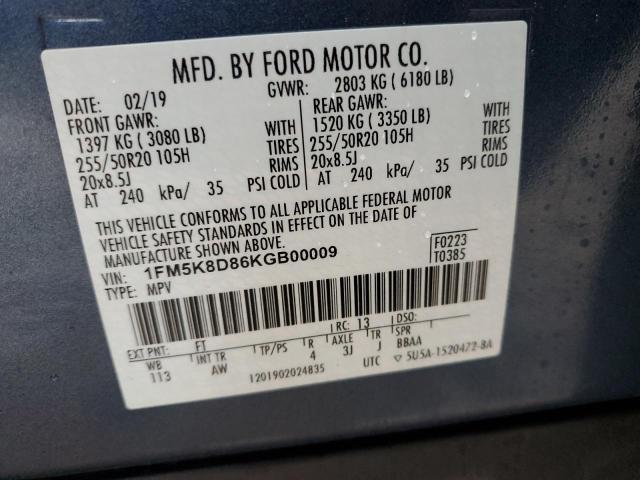 MFD. BY FORD MOTOR CO.
DATE: 02/19 GVWR: 2803 KG ( 6180 LB)
FRONT GAWR: REAR GAWR:
1397 KG ( 3080 LB) WITH 1520 KG ( 3350 LB) WITH
255/50R20 105H TIRES 255/50R20 105H TIRES
20x8.5J RIMS 20x8.5J RIMS
AT 240 kPa/ 35 PSI COLD AT 240 kPa/ 35 PSI COLD
THIS VEHICLE CONFORMS TO ALL APPLICABLE FEDERAL MOTOR
VEHICLE SAFETY STANDARDS IN EFFECT ON THE DATE OF
MANUFACTURE SHOWN ABOVE.
VIN: 1FM5K8D86KGB00009 F0223
TYPE: MPV T0385
EXT PNT: FT RC: 13 DSO:
WB INT TR TP/PS R AXLE TR SPR
113 AW 4 3J J BBAA
1201902024835 UTC ▽ 5U5A-1520472-BA